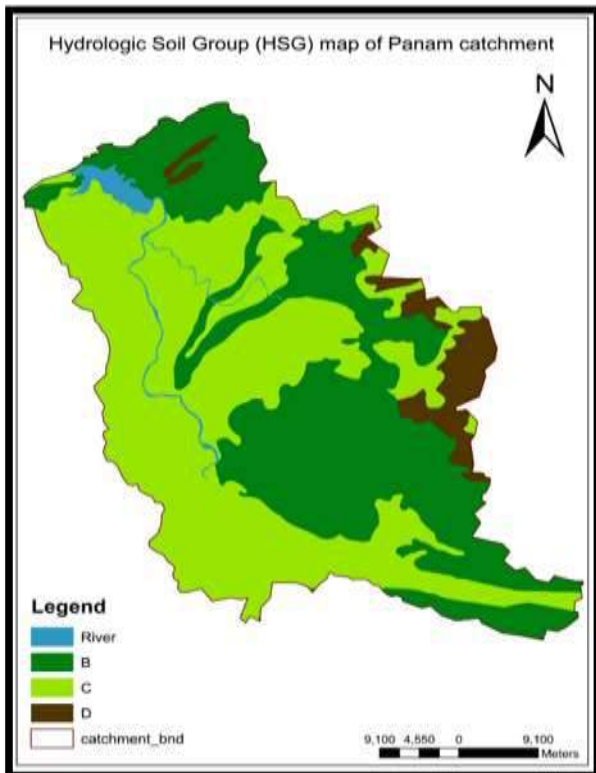 Hydrologic Soil Group (HSG) map of Panam catchment
N
Legend
River
B
C
D
catchment_bnd
9,100 4,550 0 9,100
Meters